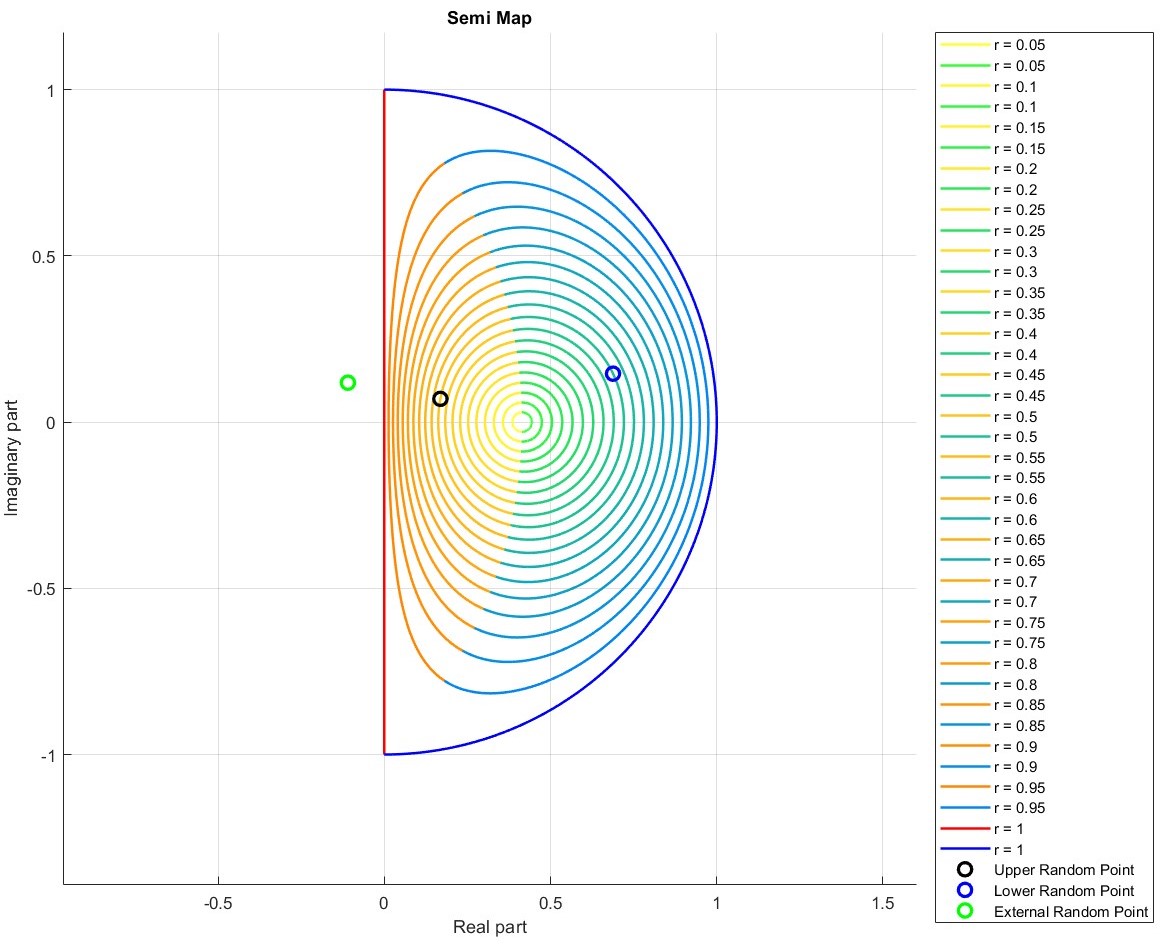 Semi Map
1
0.5
0
-0.5
-1
Imaginary part
-0.5
0
0.5
1
1.5
Real part
r = 0.05
r = 0.05
r = 0.1
r = 0.1
r = 0.15
r = 0.15
r = 0.2
r = 0.2
r = 0.25
r = 0.25
r = 0.3
r = 0.3
r = 0.35
r = 0.35
r = 0.4
r = 0.4
r = 0.45
r = 0.45
r = 0.5
r = 0.5
r = 0.55
r = 0.55
r = 0.6
r = 0.6
r = 0.65
r = 0.65
r = 0.7
r = 0.7
r = 0.75
r = 0.75
r = 0.8
r = 0.8
r = 0.85
r = 0.85
r = 0.9
r = 0.9
r = 0.95
r = 0.95
r = 1
r = 1
Upper Random Point
Lower Random Point
External Random Point